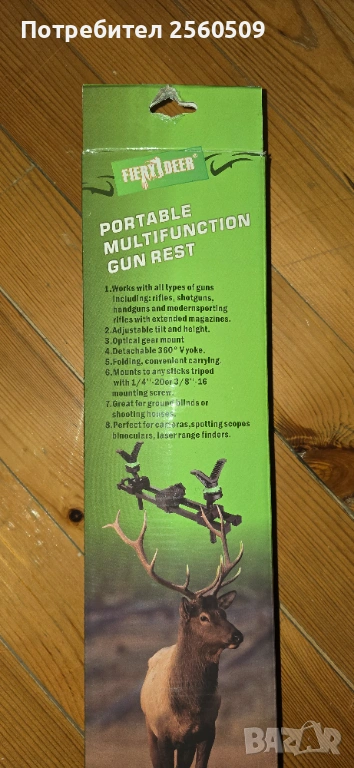 Потребител 2560509
FIERY DEER®
PORTABLE
MULTIFUNCTION
GUN REST
1.Works with all types of guns
including: rifles, shotguns,
handguns and modernsporting
rifles with extended magazines.
2.Adjustable tilt and height.
3.Optical gear mount
4.Detachable 360° V yoke.
5.Folding, convenient carrying.
6.Mounts to any sticks tripod
with 1/4"-20or 3/8"-16
mounting screw.
7.Great for ground blinds or
shooting houses.
8.Perfect for cameras,spotting scopes
binoculars, laser range finders.
BAZAR